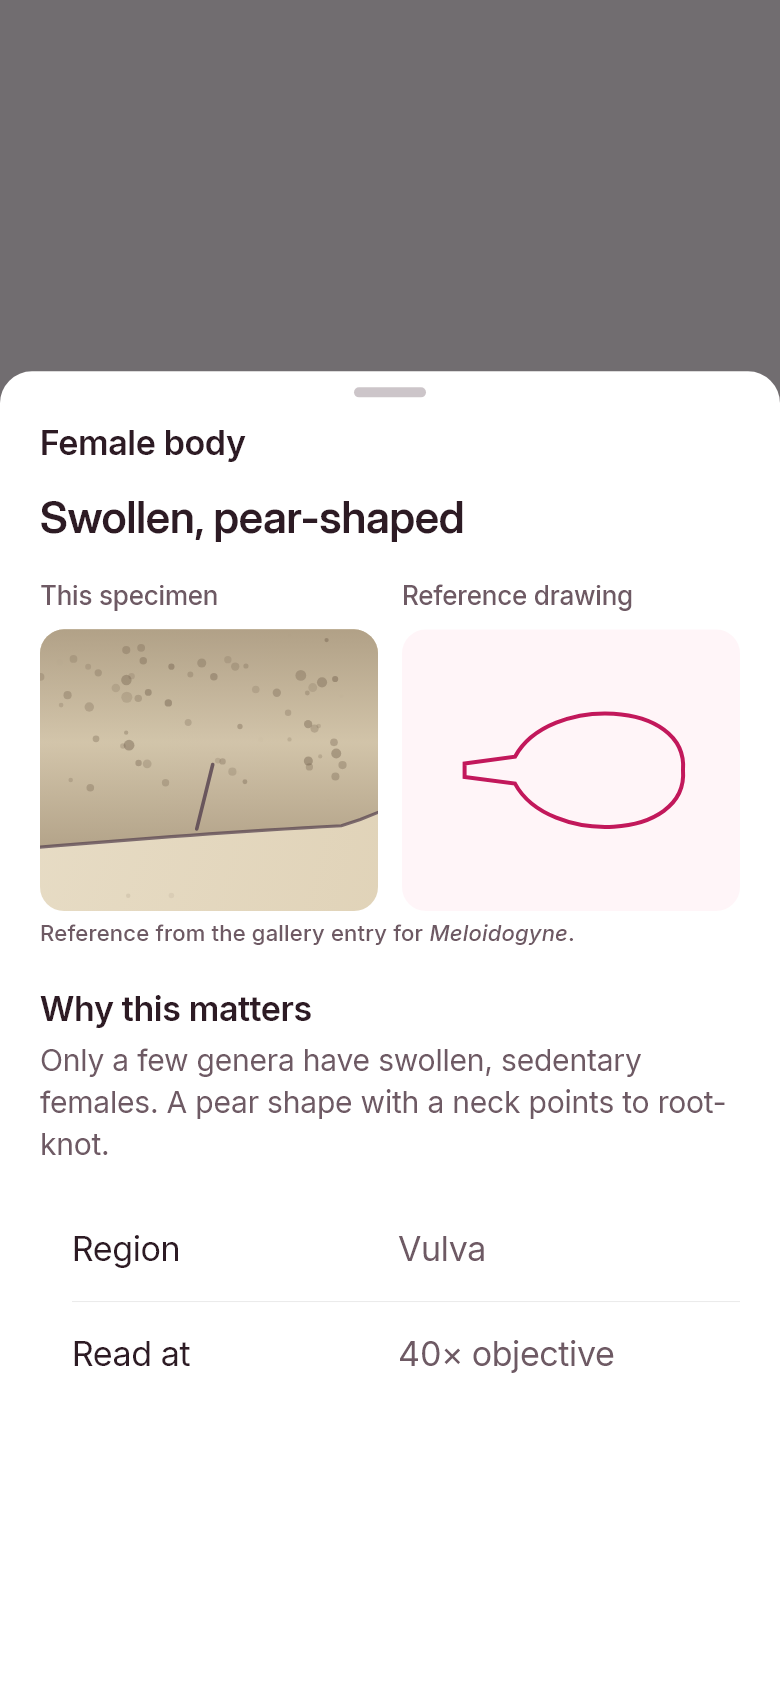 Female body
Swollen, pear-shaped
This specimen
Reference drawing
Reference from the gallery entry for Meloidogyne.
Why this matters
Only a few genera have swollen, sedentary
females. A pear shape with a neck points to root-
knot.
Region
Vulva
Read at
40× objective